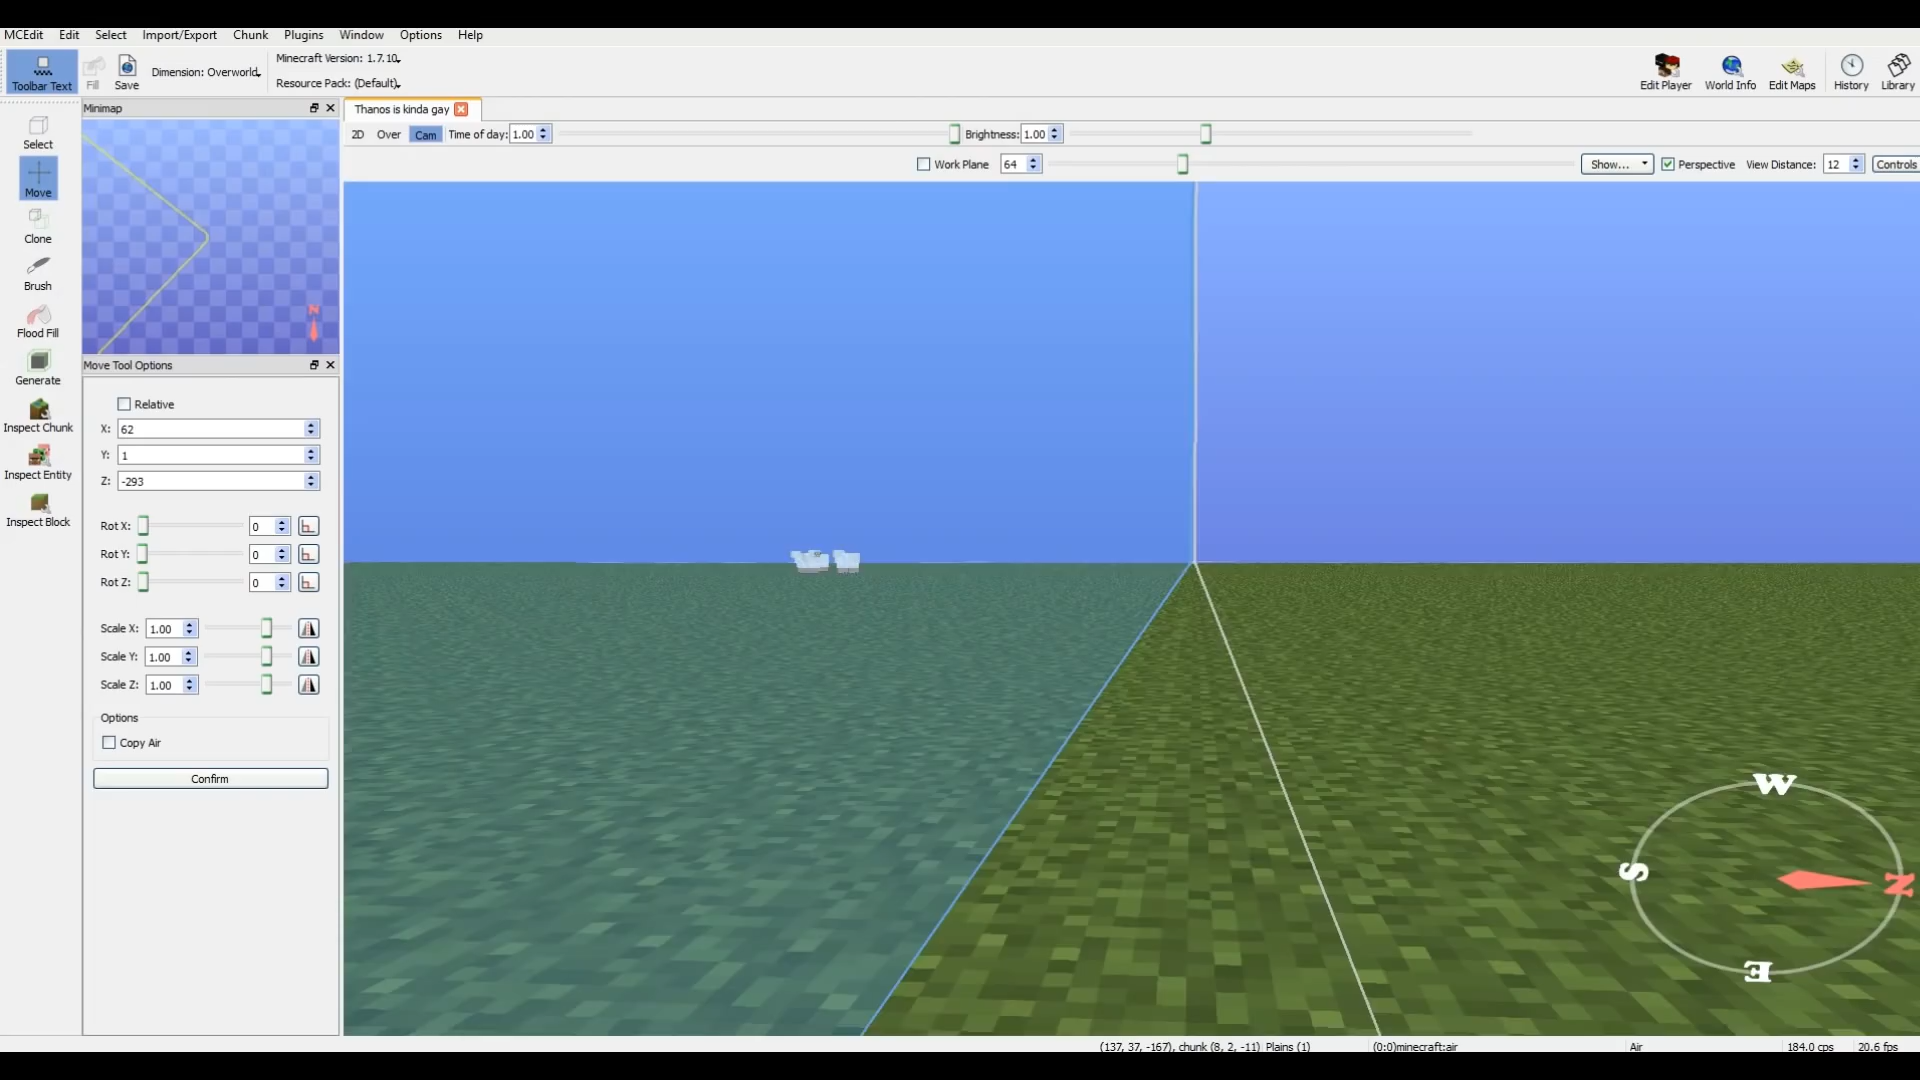 MCEdit Edit Select Import/Export Chunk Plugins Window Options Help
Toolbar Text Fill Save Dimension: Overworld Minecraft Version: 1.7.10
Resource Pack: (Default)
Edit Player World Info Edit Maps History Library
Minimap
Thanos is kinda gay
2D Over Cam Time of day: 1.00 Brightness: 1.00
Work Plane 64 Show... Perspective View Distance: 12 Controls
Select
Move
Clone
Brush
Flood Fill
Generate
Inspect Chunk
Inspect Entity
Inspect Block
N
Move Tool Options
Relative
X: 62
Y: 1
Z: -293
Rot X: 0
Rot Y: 0
Rot Z: 0
Scale X: 1.00
Scale Y: 1.00
Scale Z: 1.00
Options
Copy Air
Confirm
W
S
N
E
(137, 37, -167), chunk (8, 2, -11) Plains (1) (0:0)minecraft:air Air 184.0 cps 20.6 fps